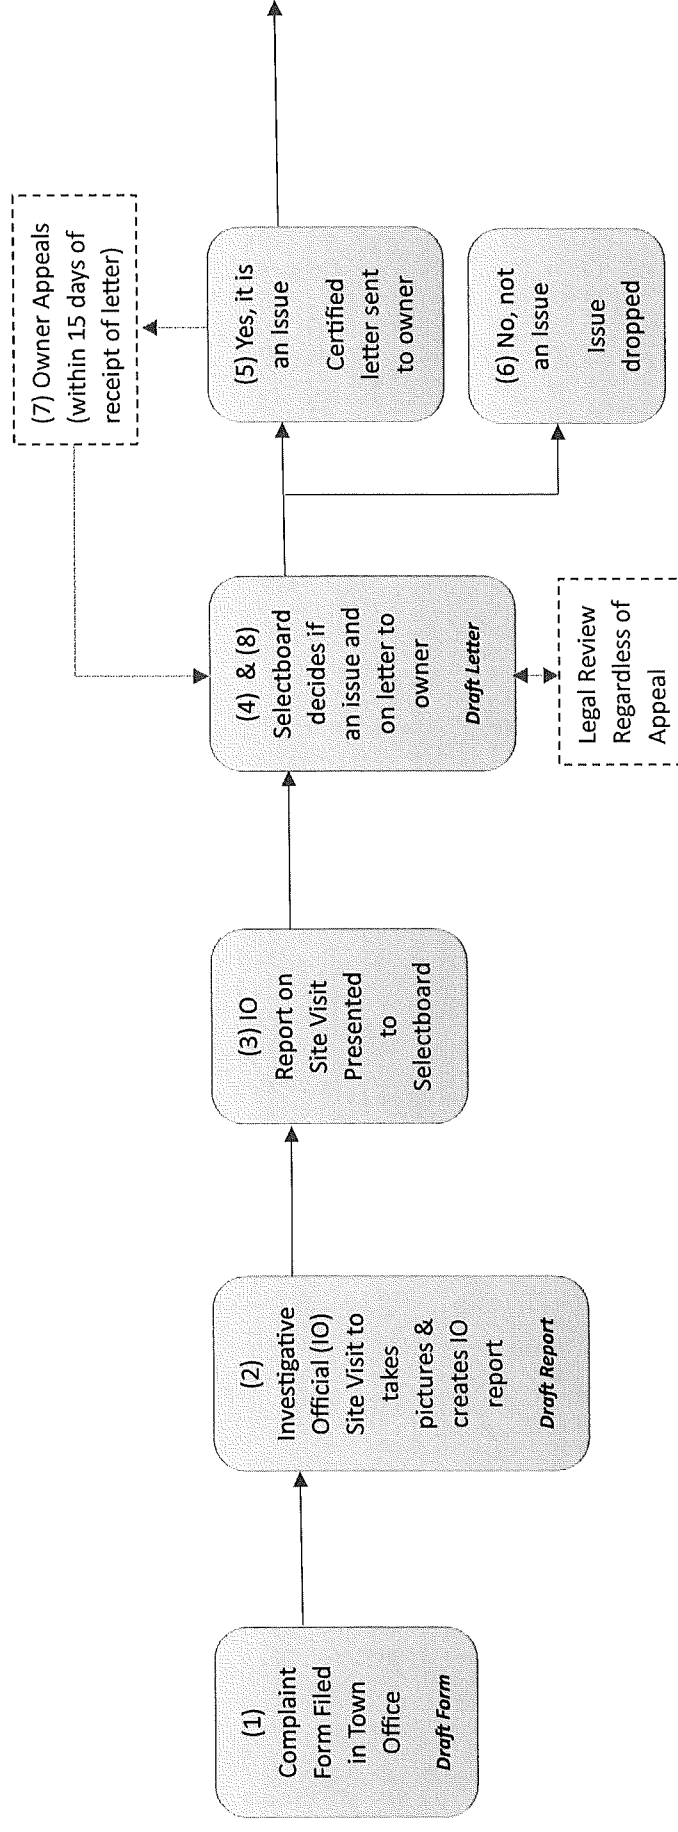 (1)
Complaint
Form Filed
in Town
Office
Draft Form
(2)
Investigative
Official (IO)
Site Visit to
takes
pictures &
creates IO
report
Draft Report
(3) IO
Report on
Site Visit
Presented
to
Selectboard
(4) & (8)
Selectboard
decides if
an issue and
on letter to
owner
Draft Letter
Legal Review
Regardless of
Appeal
(7) Owner Appeals
(within 15 days of
receipt of letter)
(5) Yes, it is
an Issue
Certified
letter sent
to owner
(6) No, not
an Issue
Issue
dropped